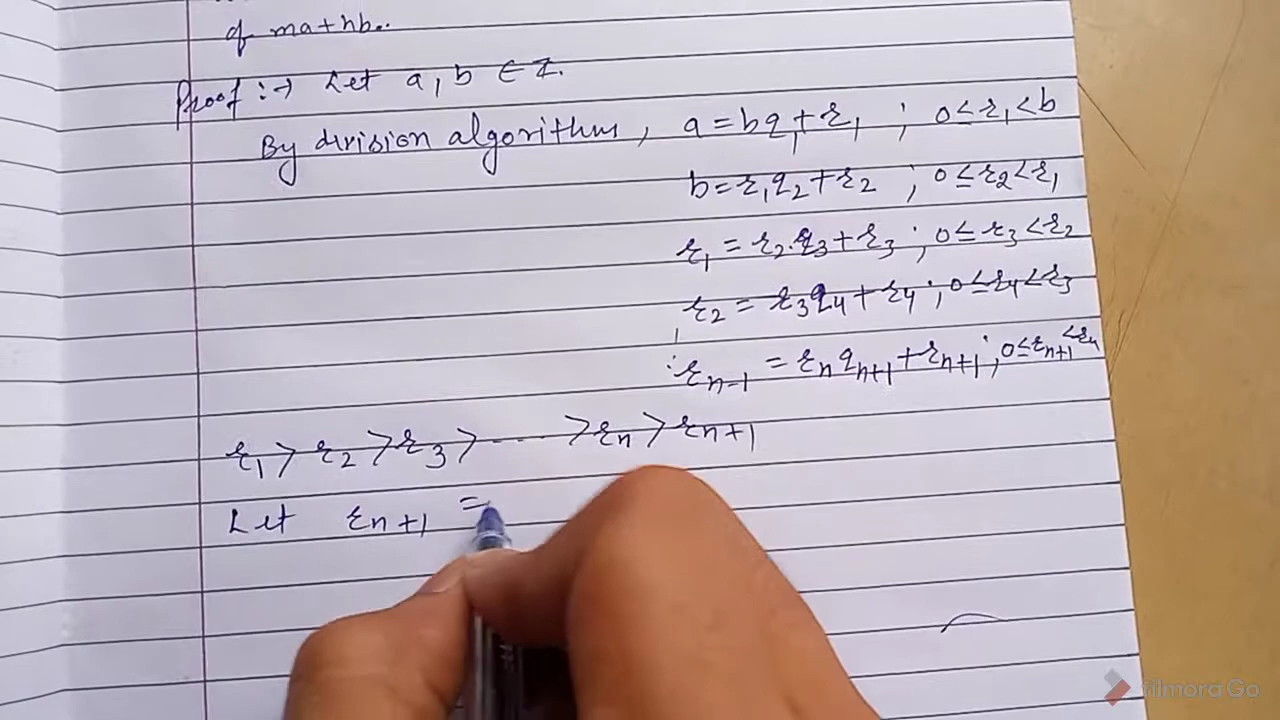 of ma+nb..
Proof :→ Let a, b ∈ Z.
By division algorithm, a = bq₁ + r₁ ; 0 ≤ r₁ < b
b = r₁q₂ + r₂ ; 0 ≤ r₂ < r₁
r₁ = r₂.q₃ + r₃ ; 0 ≤ r₃ < r₂
r₂ = r₃q₄ + r₄ ; 0 ≤ r₄ < r₃
rₙ₋₁ = rₙqₙ₊₁ + rₙ₊₁ ; 0 ≤ rₙ₊₁ < rₙ
r₁ > r₂ > r₃ > ---- > rₙ > rₙ₊₁
Let rₙ₊₁ =
filmora Go